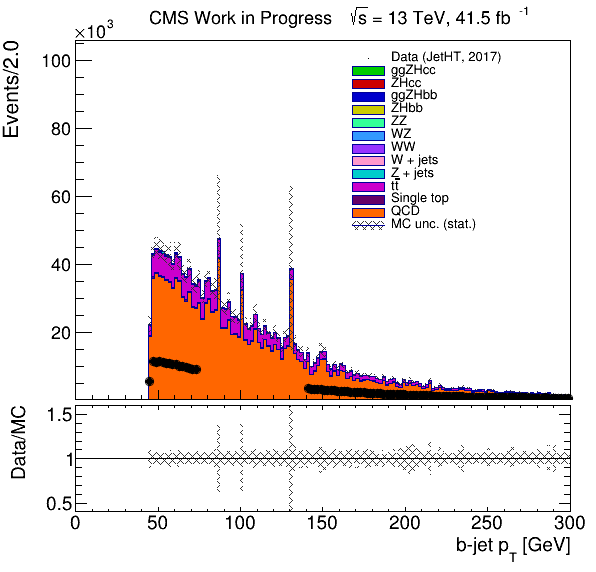 CMS Work in Progress √s = 13 TeV, 41.5 fb⁻¹
×10³
Events/2.0
100
80
60
40
20
Data (JetHT, 2017)
ggZHcc
ZHcc
ggZHbb
ZHbb
ZZ
WZ
WW
W + jets
Z + jets
tt̅
Single top
QCD
MC unc. (stat.)
Data/MC
1.5
1
0.5
0 50 100 150 200 250 300
b-jet p_T [GeV]